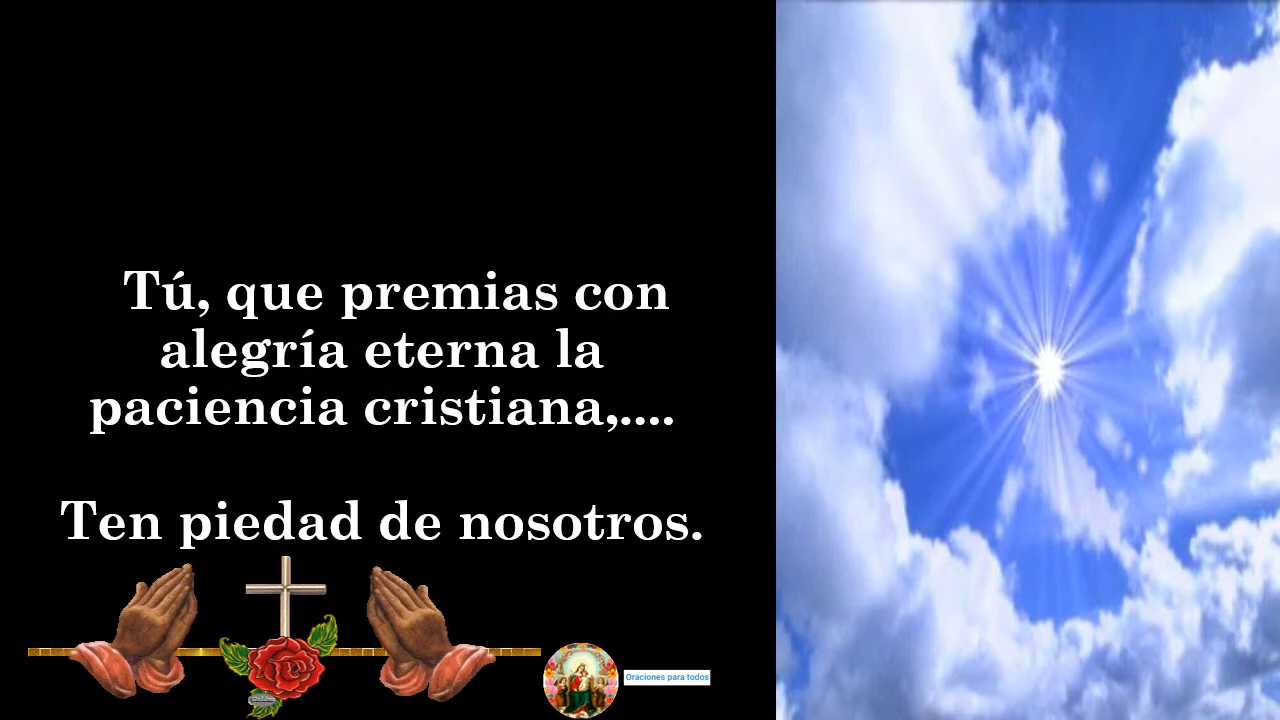 Tú, que premias con
alegría eterna la
paciencia cristiana,....
Ten piedad de nosotros.
Oraciones para todos